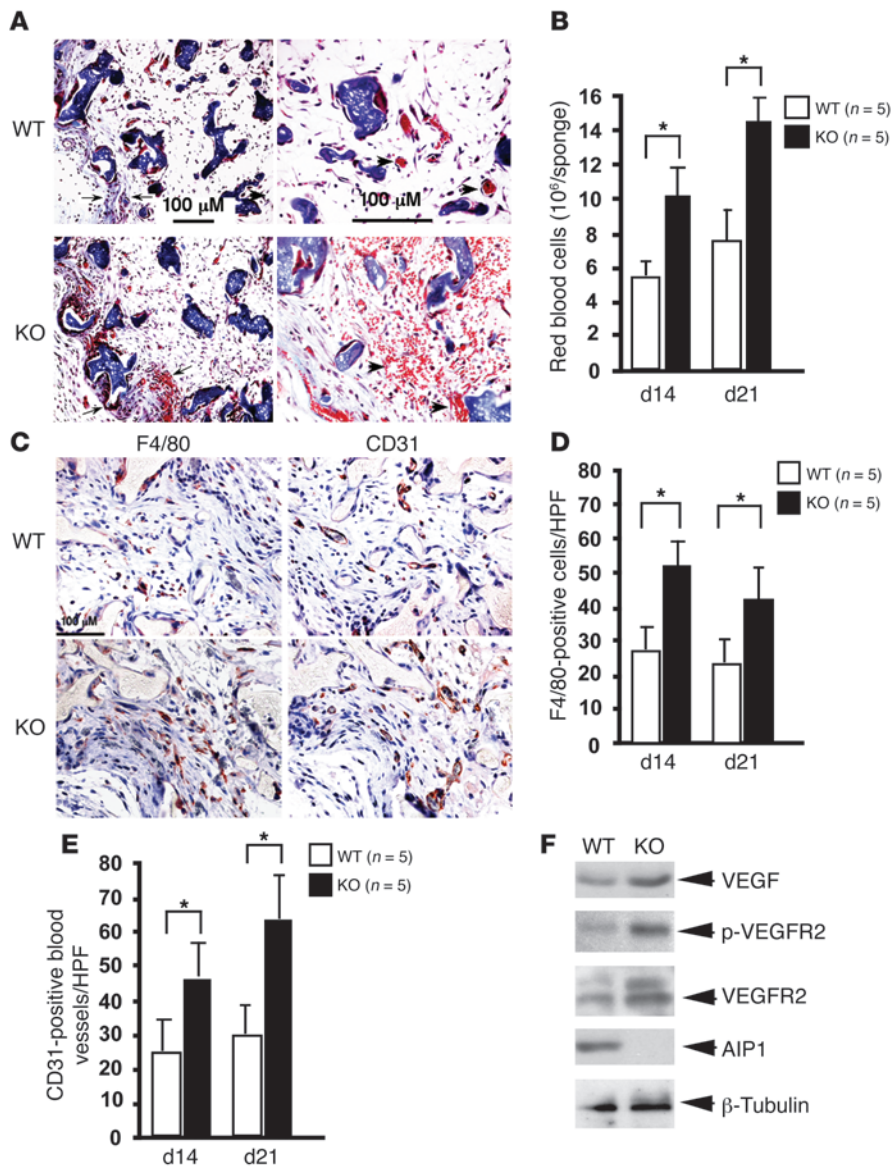 A
WT
100 µM
100 µM
KO
B
Red blood cells (10⁶/sponge)
16
14
12
10
8
6
4
2
0
*
*
d14
d21
WT (n = 5)
KO (n = 5)
C
F4/80
CD31
WT
100 µM
KO
D
F4/80-positive cells/HPF
80
70
60
50
40
30
20
10
0
*
*
d14
d21
WT (n = 5)
KO (n = 5)
E
CD31-positive blood
vessels/HPF
80
70
60
50
40
30
20
10
0
*
*
d14
d21
WT (n = 5)
KO (n = 5)
F
WT KO
VEGF
p-VEGFR2
VEGFR2
AIP1
β-Tubulin